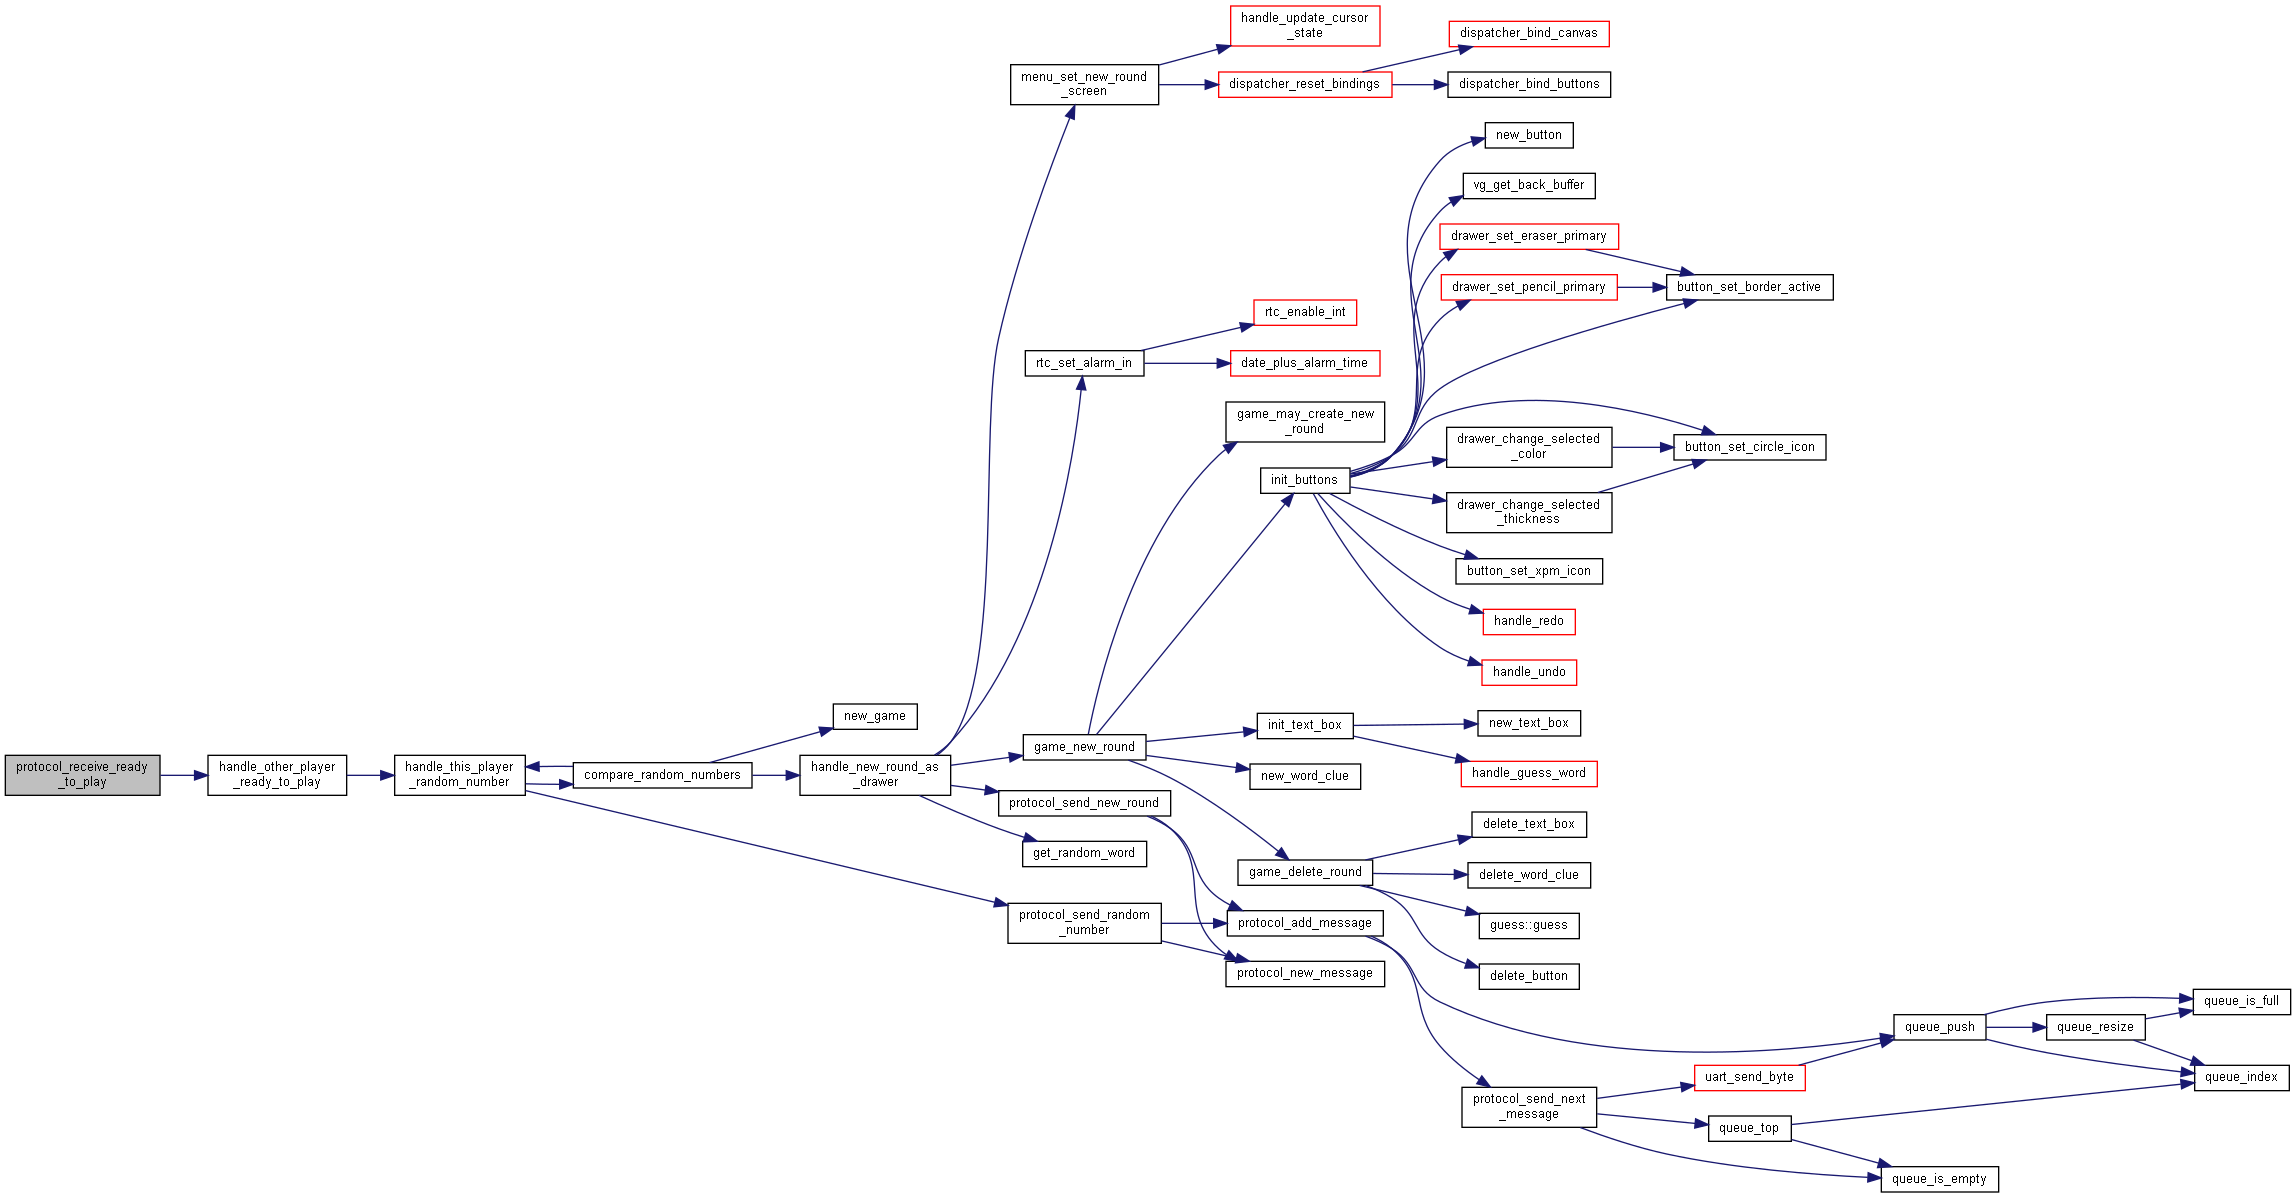 protocol_receive_ready
_to_play
handle_other_player
_ready_to_play
handle_this_player
_random_number
compare_random_numbers
new_game
handle_new_round_as
_drawer
menu_set_new_round
_screen
rtc_set_alarm_in
game_new_round
protocol_send_new_round
get_random_word
protocol_send_random
_number
handle_update_cursor
_state
dispatcher_reset_bindings
rtc_enable_int
date_plus_alarm_time
game_may_create_new
_round
init_buttons
init_text_box
new_word_clue
game_delete_round
protocol_add_message
protocol_new_message
dispatcher_bind_canvas
dispatcher_bind_buttons
new_button
vg_get_back_buffer
drawer_set_eraser_primary
drawer_set_pencil_primary
drawer_change_selected
_color
drawer_change_selected
_thickness
button_set_xpm_icon
handle_redo
handle_undo
new_text_box
handle_guess_word
delete_text_box
delete_word_clue
guess::guess
delete_button
protocol_send_next
_message
button_set_border_active
button_set_circle_icon
uart_send_byte
queue_top
queue_push
queue_is_empty
queue_resize
queue_is_full
queue_index